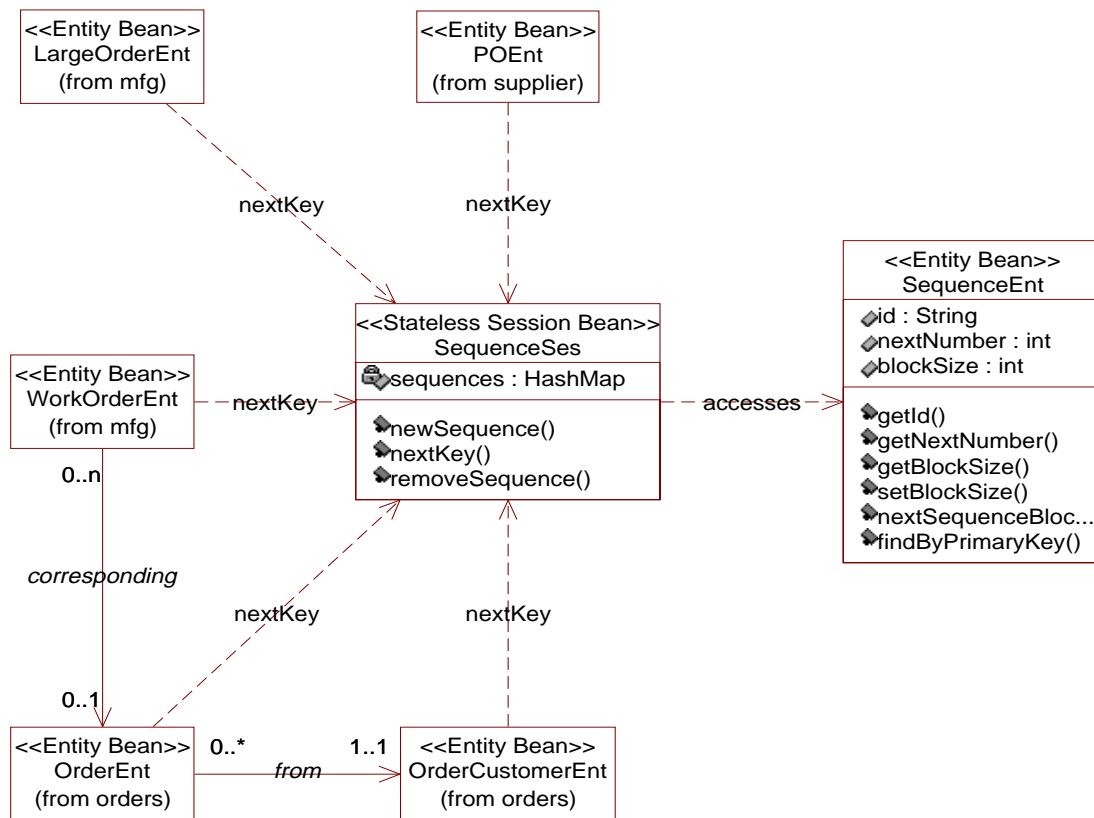 <<Entity Bean>>
LargeOrderEnt
(from mfg)
<<Entity Bean>>
POEnt
(from supplier)
nextKey
nextKey
<<Entity Bean>>
SequenceEnt
id : String
nextNumber : int
blockSize : int
getId()
getNextNumber()
getBlockSize()
setBlockSize()
nextSequenceBloc...
findByPrimaryKey()
<<Stateless Session Bean>>
SequenceSes
sequences : HashMap
newSequence()
nextKey()
removeSequence()
accesses
<<Entity Bean>>
WorkOrderEnt
(from mfg)
nextKey
0..n
corresponding
0..1
nextKey
nextKey
<<Entity Bean>>
OrderEnt
(from orders)
0..*
from
1..1
<<Entity Bean>>
OrderCustomerEnt
(from orders)